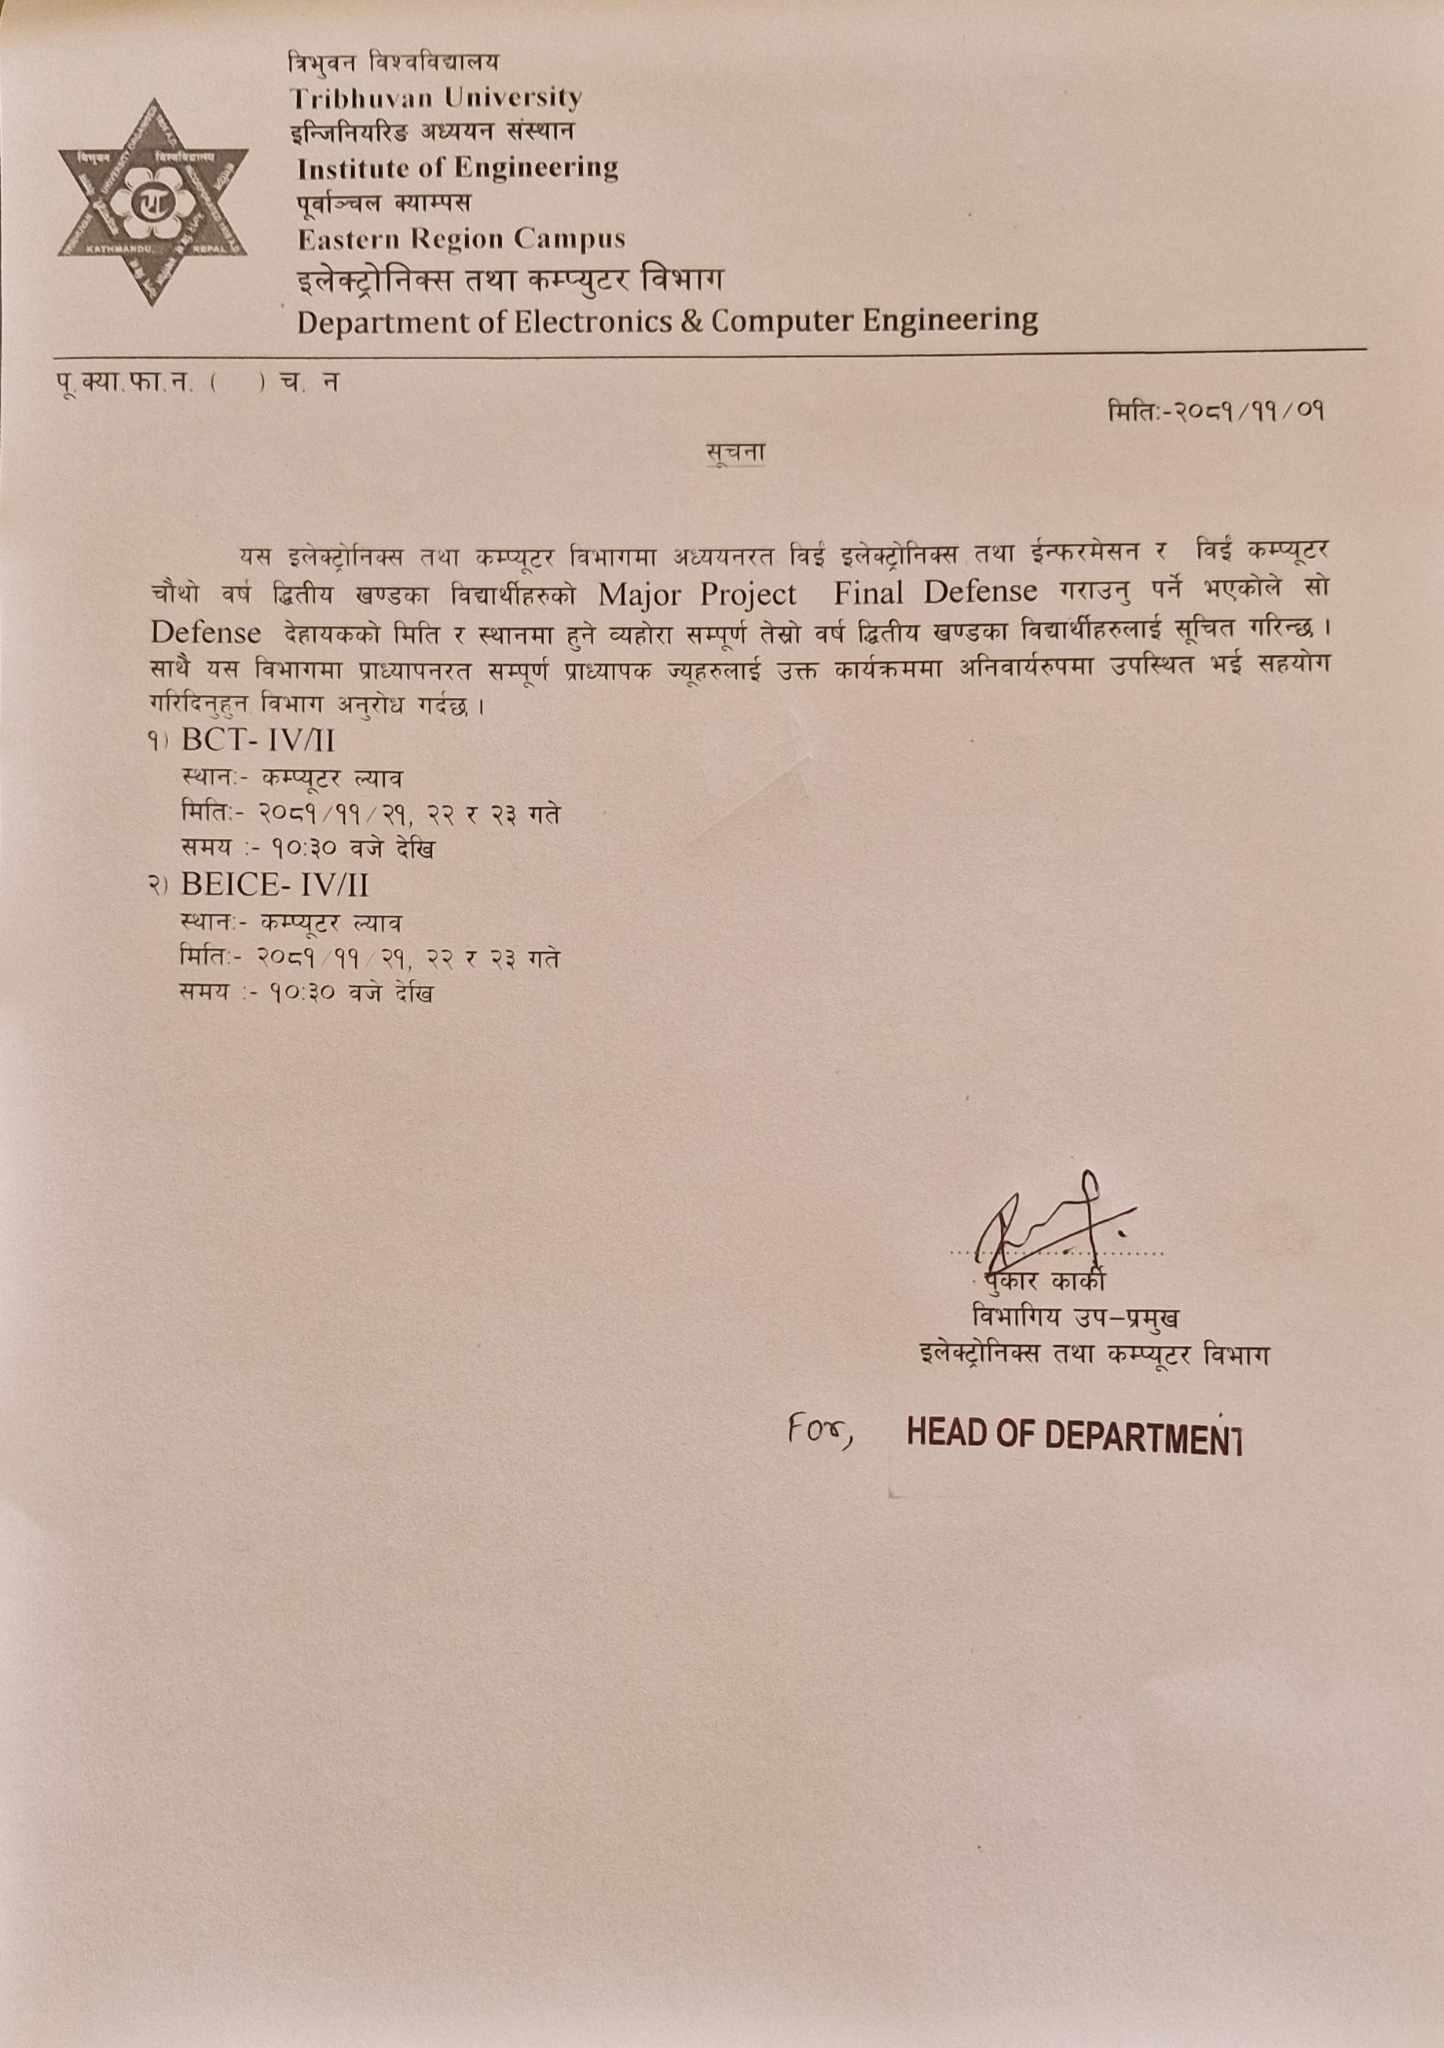 त्रिभुवन विश्वविद्यालय
Tribhuvan University
इन्जिनियरिङ अध्ययन संस्थान
Institute of Engineering
पूर्वाञ्चल क्याम्पस
Eastern Region Campus
इलेक्ट्रोनिक्स तथा कम्प्युटर विभाग
Department of Electronics & Computer Engineering
त्रिभुवन विश्वविद्यालय
KATHMANDU, NEPAL
पू.क्या.फा.न. ( ) च. न
मितिः-२०८१/११/०१
सूचना
यस इलेक्ट्रोनिक्स तथा कम्प्यूटर विभागमा अध्ययनरत विई इलेक्ट्रोनिक्स तथा ईन्फरमेसन र विई कम्प्यूटर
चौथो वर्ष द्धितीय खण्डका विद्यार्थीहरुको Major Project Final Defense गराउनु पर्ने भएकोले सो
Defense देहायकको मिति र स्थानमा हुने व्यहोरा सम्पूर्ण तेस्रो वर्ष द्धितीय खण्डका विद्यार्थीहरुलाई सूचित गरिन्छ।
साथै यस विभागमा प्राध्यापनरत सम्पूर्ण प्राध्यापक ज्यूहरुलाई उक्त कार्यक्रममा अनिवार्यरुपमा उपस्थित भई सहयोग
गरिदिनुहुन विभाग अनुरोध गर्दछ।
१) BCT- IV/II
स्थानः- कम्प्यूटर ल्याव
मितिः- २०८१/११/२१, २२ र २३ गते
समय :- १०:३० वजे देखि
२) BEICE- IV/II
स्थानः- कम्प्यूटर ल्याव
मितिः- २०८१/११/२१, २२ र २३ गते
समय :- १०:३० वजे देखि
पुकार कार्की
विभागिय उप–प्रमुख
इलेक्ट्रोनिक्स तथा कम्प्यूटर विभाग
For, HEAD OF DEPARTMENT